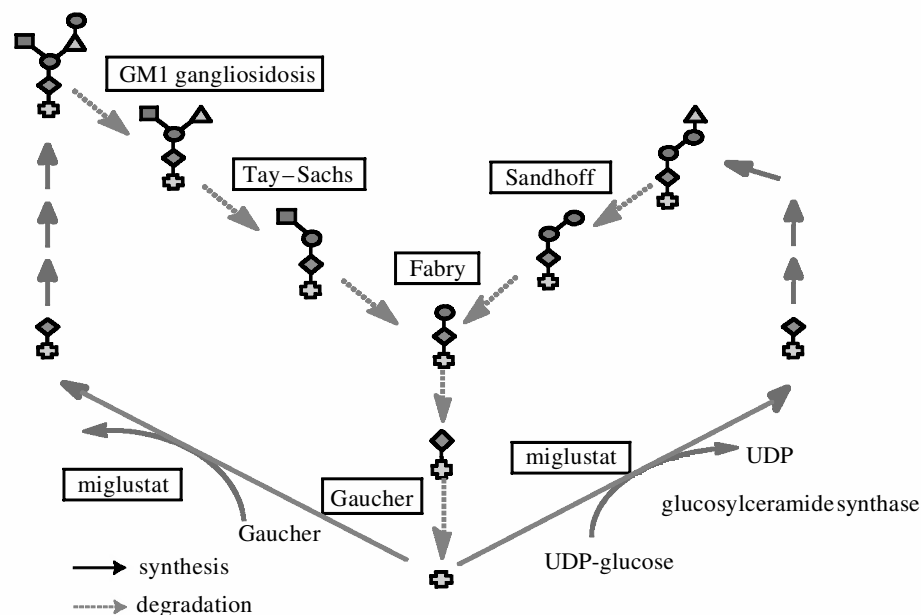 GM1 gangliosidosis
Tay–Sachs
Sandhoff
Fabry
miglustat
Gaucher
miglustat
UDP
glucosylceramide synthase
Gaucher
UDP-glucose
synthesis
degradation